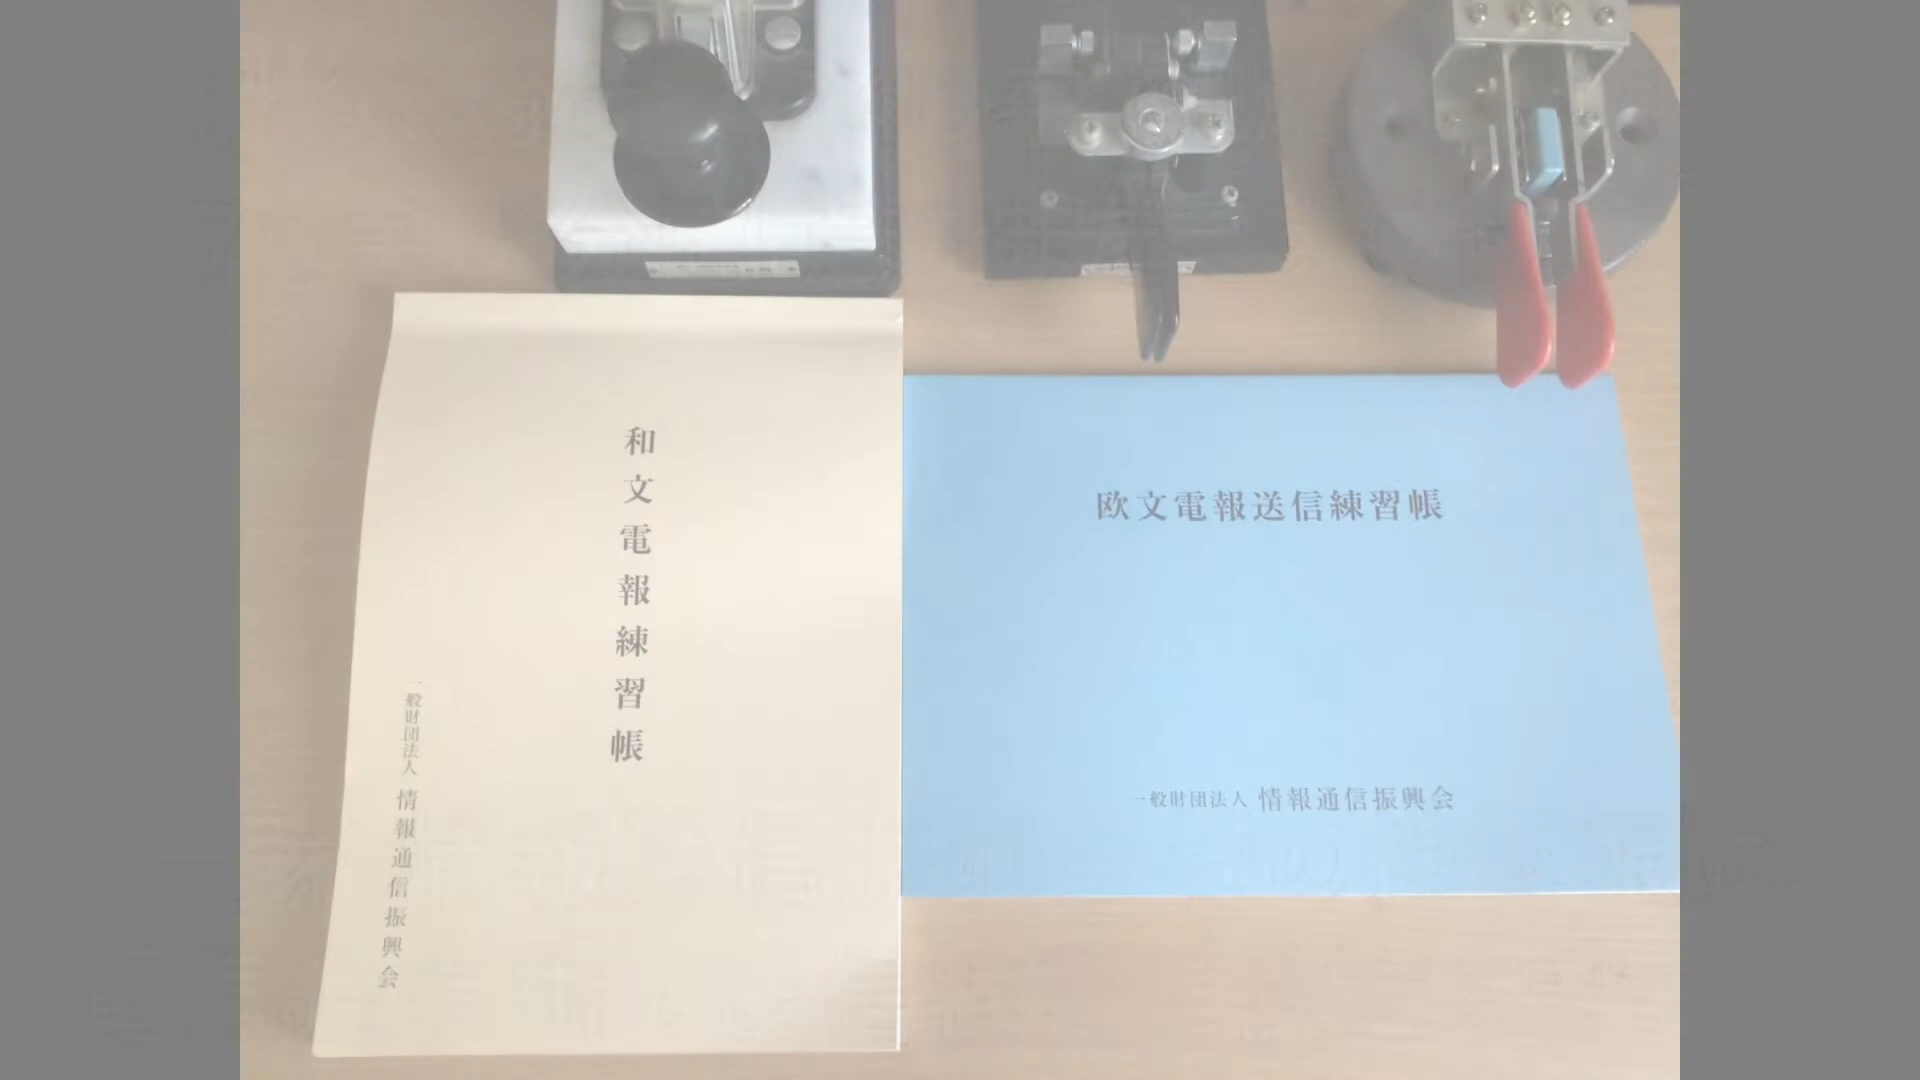 和文電報練習帳
一般財団法人 情報通信振興会
欧文電報送信練習帳
一般財団法人 情報通信振興会